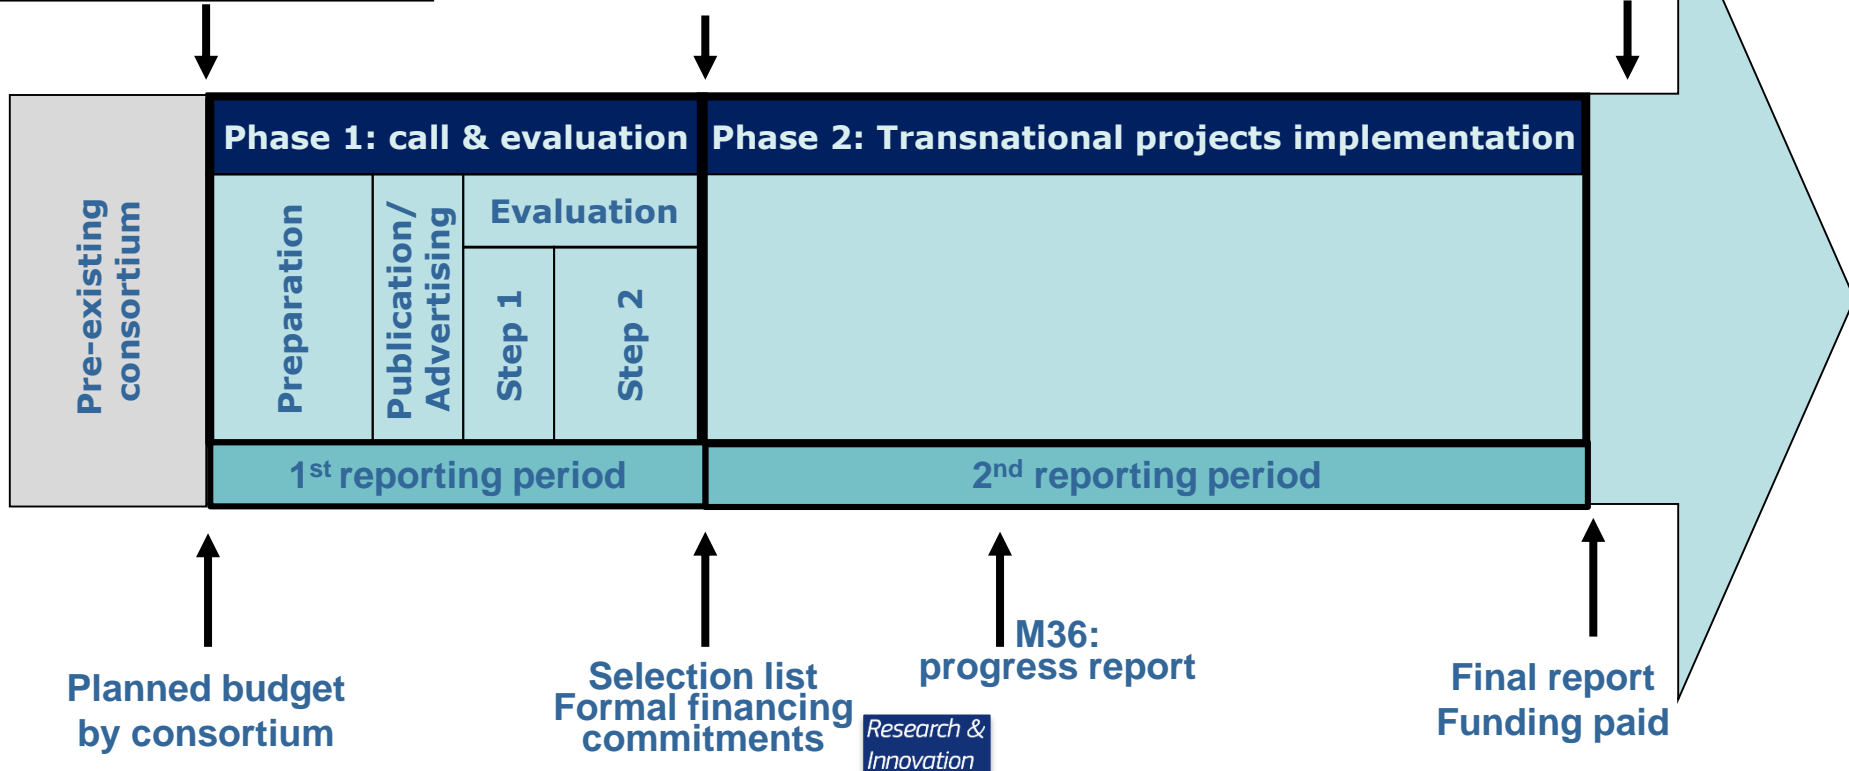 Phase 1: call & evaluation
Phase 2: Transnational projects implementation
Pre-existing
consortium
Preparation
Publication/
Advertising
Evaluation
Step 1
Step 2
1st reporting period
2nd reporting period
Planned budget
by consortium
Selection list
Formal financing
commitments
M36:
progress report
Final report
Funding paid
Research &
Innovation